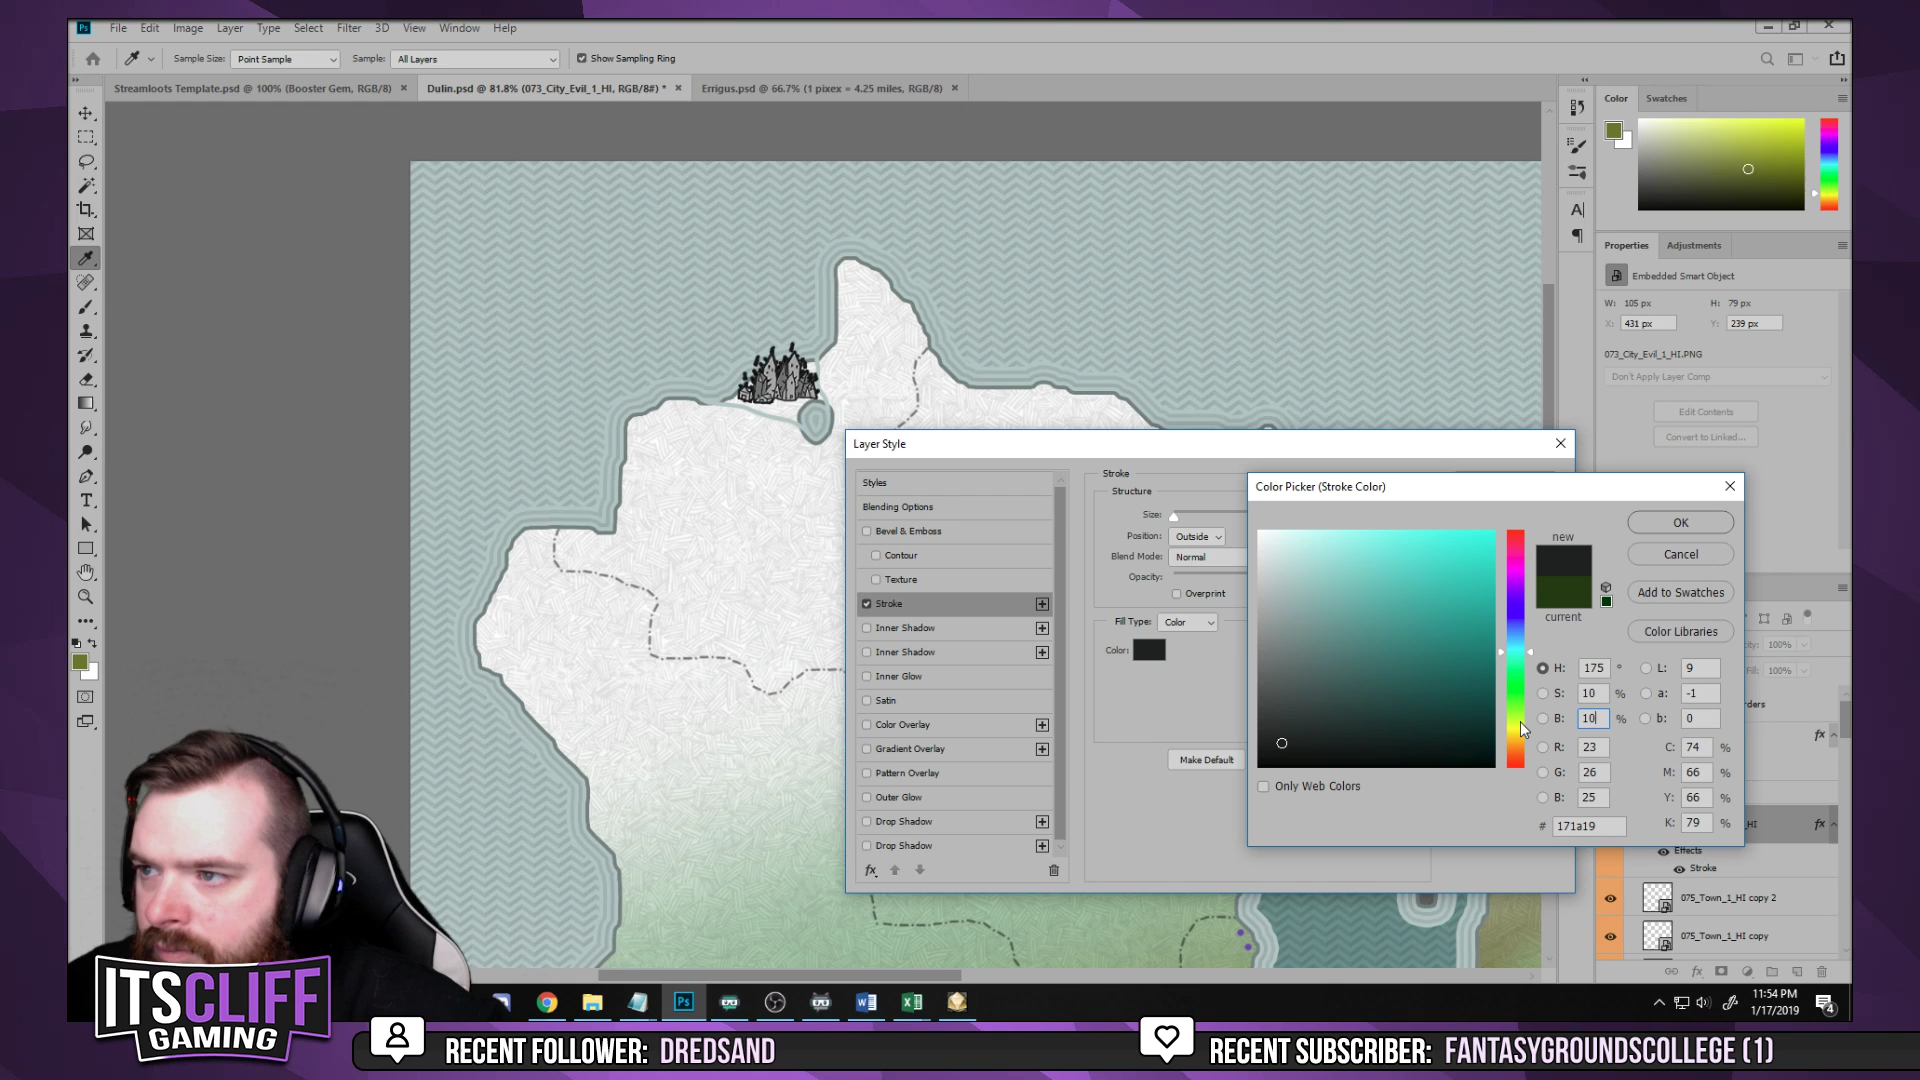 Ps File Edit Image Layer Type Select Filter 3D View Window Help
Sample Size: Point Sample Sample: All Layers Show Sampling Ring
Streamloots Template.psd @ 100% (Booster Gem, RGB/8) × Dulin.psd @ 81.8% (073_City_Evil_1_HI, RGB/8#) * × Errigus.psd @ 66.7% (1 pixex = 4.25 miles, RGB/8) ×
Color Swatches
Properties Adjustments
Embedded Smart Object
W: 105 px H: 79 px
X: 431 px Y: 239 px
073_City_Evil_1_HI.PNG
Don't Apply Layer Comp
Edit Contents
Convert to Linked...
Layer Style
Styles
Blending Options
Bevel & Emboss
Contour
Texture
Stroke
Inner Shadow
Inner Shadow
Inner Glow
Satin
Color Overlay
Gradient Overlay
Pattern Overlay
Outer Glow
Drop Shadow
Drop Shadow
fx
Stroke
Structure
Size:
Position: Outside
Blend Mode: Normal
Opacity:
Overprint
Fill Type: Color
Color:
Make Default
Color Picker (Stroke Color)
new
current
OK
Cancel
Add to Swatches
Color Libraries
H: 175 ° L: 9
S: 10 % a: -1
B: 10 % b: 0
R: 23 C: 74 %
G: 26 M: 66 %
B: 25 Y: 66 %
# 171a19 K: 79 %
Only Web Colors
100%
100%
fx
fx
Effects
Stroke
075_Town_1_HI copy 2
075_Town_1_HI copy
fx
11:54 PM
1/17/2019
4
ITSCLIFF
GAMING
RECENT FOLLOWER: DREDSAND
RECENT SUBSCRIBER: FANTASYGROUNDSCOLLEGE (1)